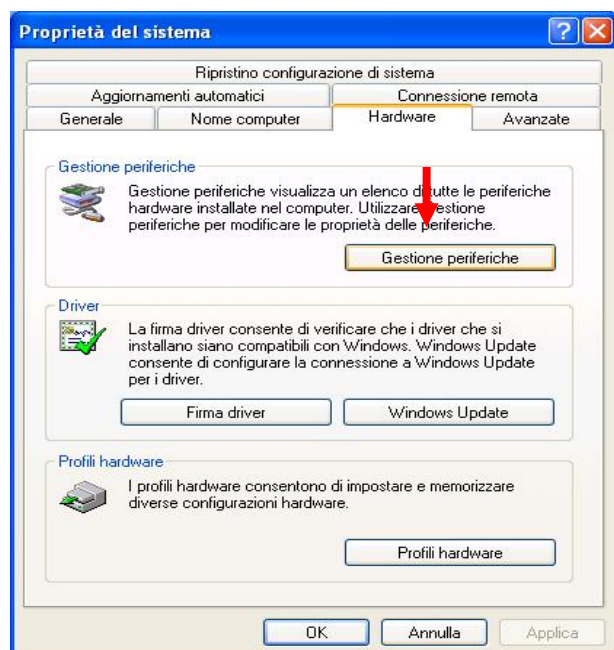 Proprietà del sistema
Ripristino configurazione di sistema
Aggiornamenti automatici Connessione remota
Generale Nome computer Hardware Avanzate
Gestione periferiche
Gestione periferiche visualizza un elenco di tutte le periferiche
hardware installate nel computer. Utilizzare Gestione
periferiche per modificare le proprietà delle periferiche.
Gestione periferiche
Driver
La firma driver consente di verificare che i driver che si
installano siano compatibili con Windows. Windows Update
consente di configurare la connessione a Windows Update
per i driver.
Firma driver Windows Update
Profili hardware
I profili hardware consentono di impostare e memorizzare
diverse configurazioni hardware.
Profili hardware
OK Annulla Applica